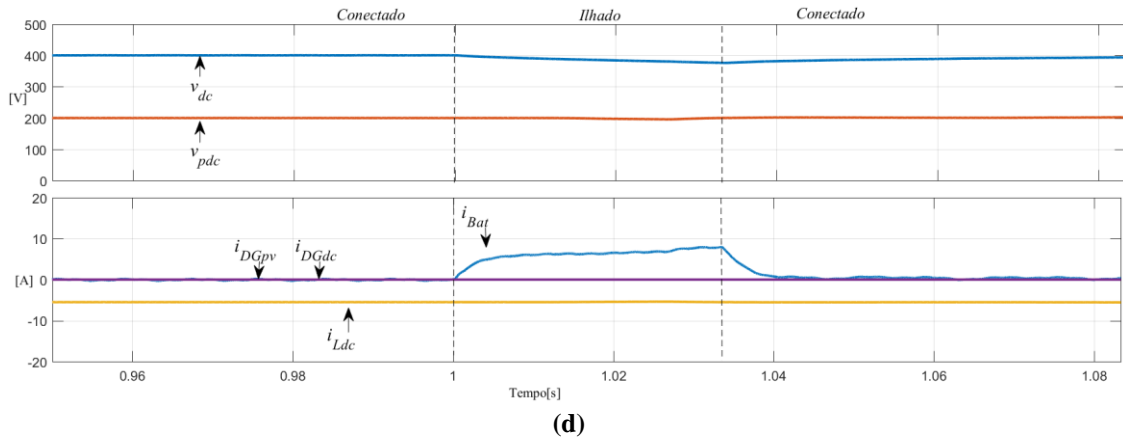 Conectado Ilhado Conectado
500
400
300
[V]
200
100
0
v_dc
v_pdc
20
10
0
[A]
-10
-20
i_DGpv i_DGdc i_Bat
i_Ldc
0.96 0.98 1 1.02 1.04 1.06 1.08
Tempo[s]
(d)